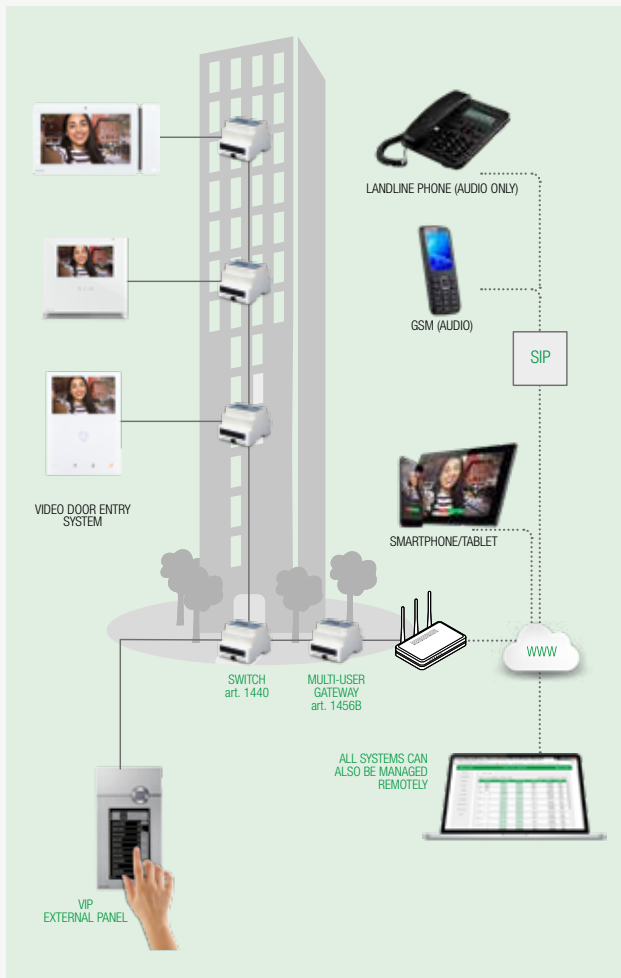 LANDLINE PHONE (AUDIO ONLY)
GSM (AUDIO)
SIP
VIDEO DOOR ENTRY
SYSTEM
SMARTPHONE/TABLET
WWW
SWITCH
art. 1440
MULTI-USER
GATEWAY
art. 1456B
ALL SYSTEMS CAN
ALSO BE MANAGED
REMOTELY
VIP
EXTERNAL PANEL